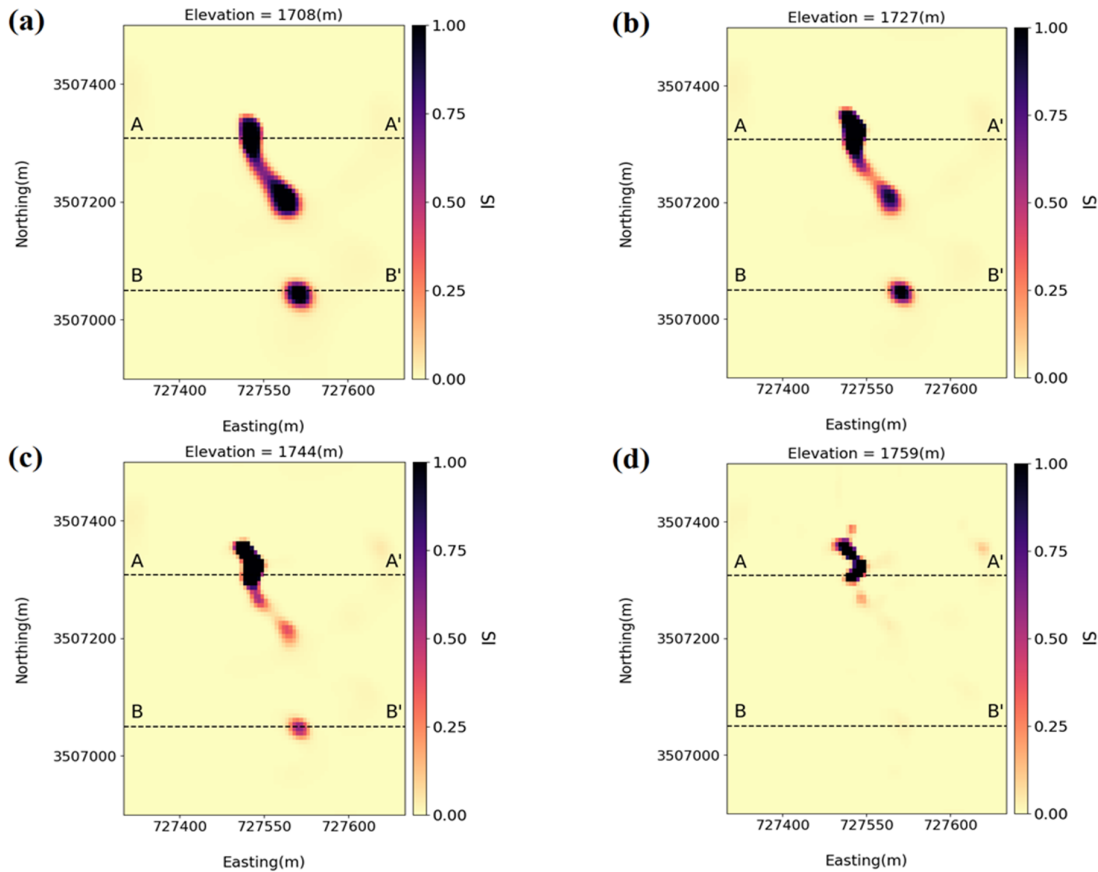 (a)
Elevation = 1708(m)
3507400
3507200
3507000
Northing(m)
A
A'
B
B'
727400
727550
727600
Easting(m)
1.00
0.75
0.50
0.25
0.00
SI
(b)
Elevation = 1727(m)
3507400
3507200
3507000
Northing(m)
A
A'
B
B'
727400
727550
727600
Easting(m)
1.00
0.75
0.50
0.25
0.00
SI
(c)
Elevation = 1744(m)
3507400
3507200
3507000
Northing(m)
A
A'
B
B'
727400
727550
727600
Easting(m)
1.00
0.75
0.50
0.25
0.00
SI
(d)
Elevation = 1759(m)
3507400
3507200
3507000
Northing(m)
A
A'
B
B'
727400
727550
727600
Easting(m)
1.00
0.75
0.50
0.25
0.00
SI